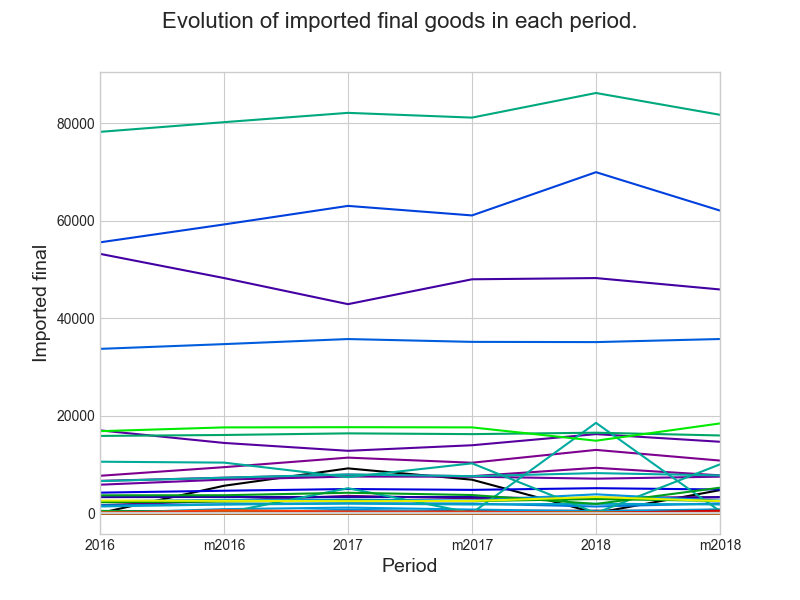 Evolution of imported final goods in each period.
80000
60000
40000
20000
0
Imported final
2016
m2016
2017
m2017
2018
m2018
Period